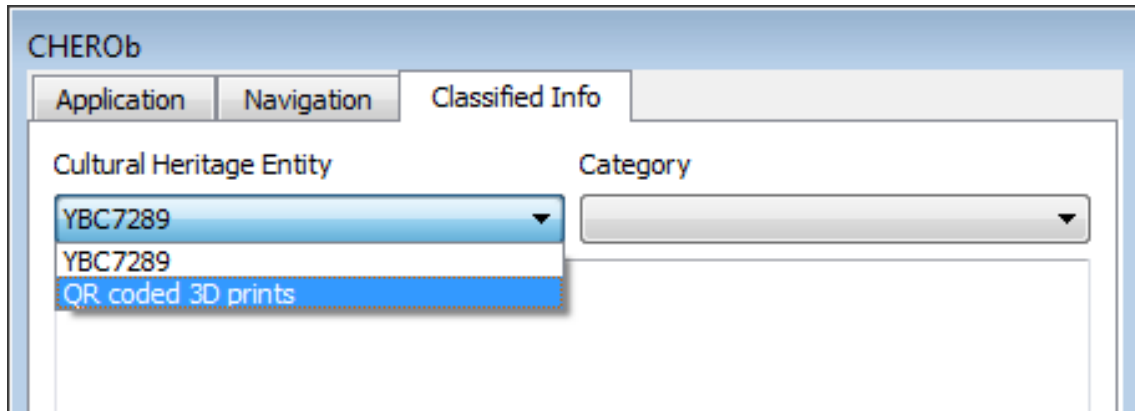 CHEROb
Application Navigation Classified Info
Cultural Heritage Entity Category
YBC7289
YBC7289
QR coded 3D prints